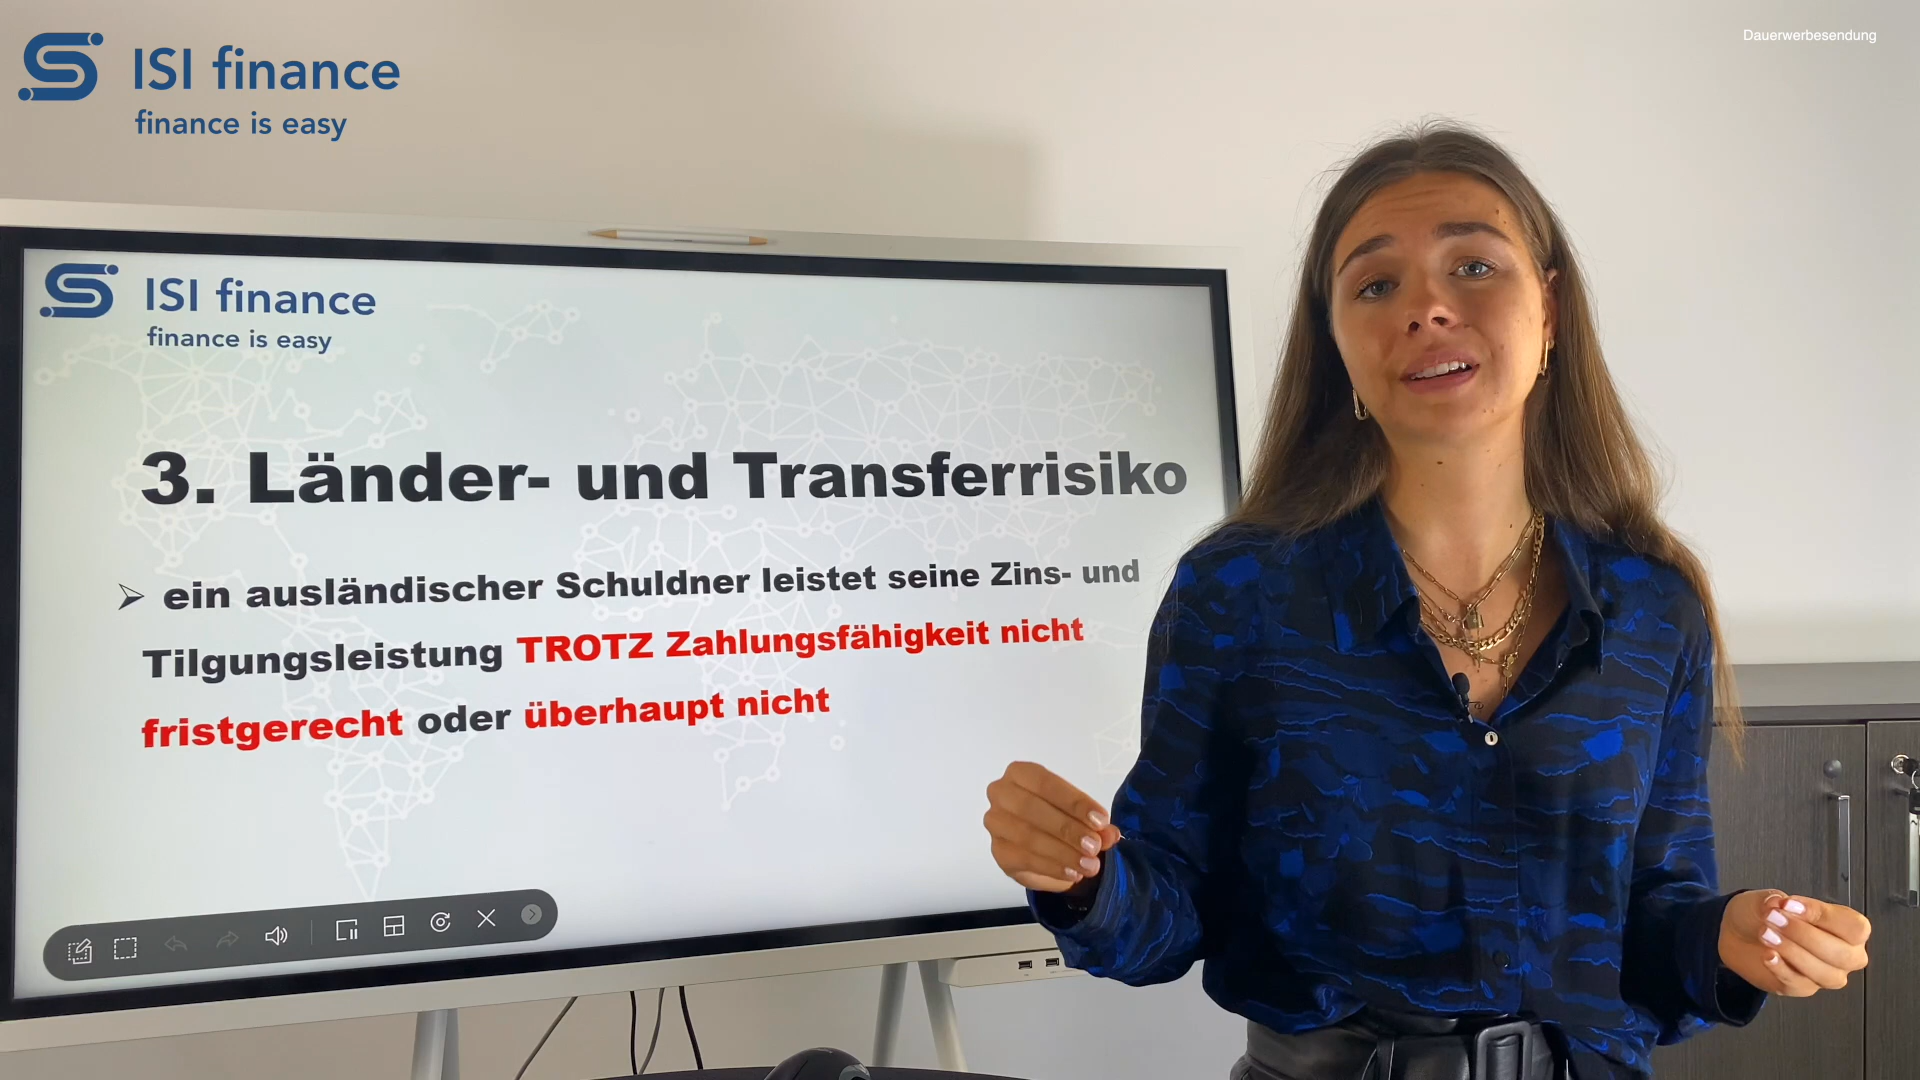 ISI finance
finance is easy
Dauerwerbesendung
ISI finance
finance is easy
3. Länder- und Transferrisiko
➢ ein ausländischer Schuldner leistet seine Zins- und
Tilgungsleistung TROTZ Zahlungsfähigkeit nicht
fristgerecht oder überhaupt nicht